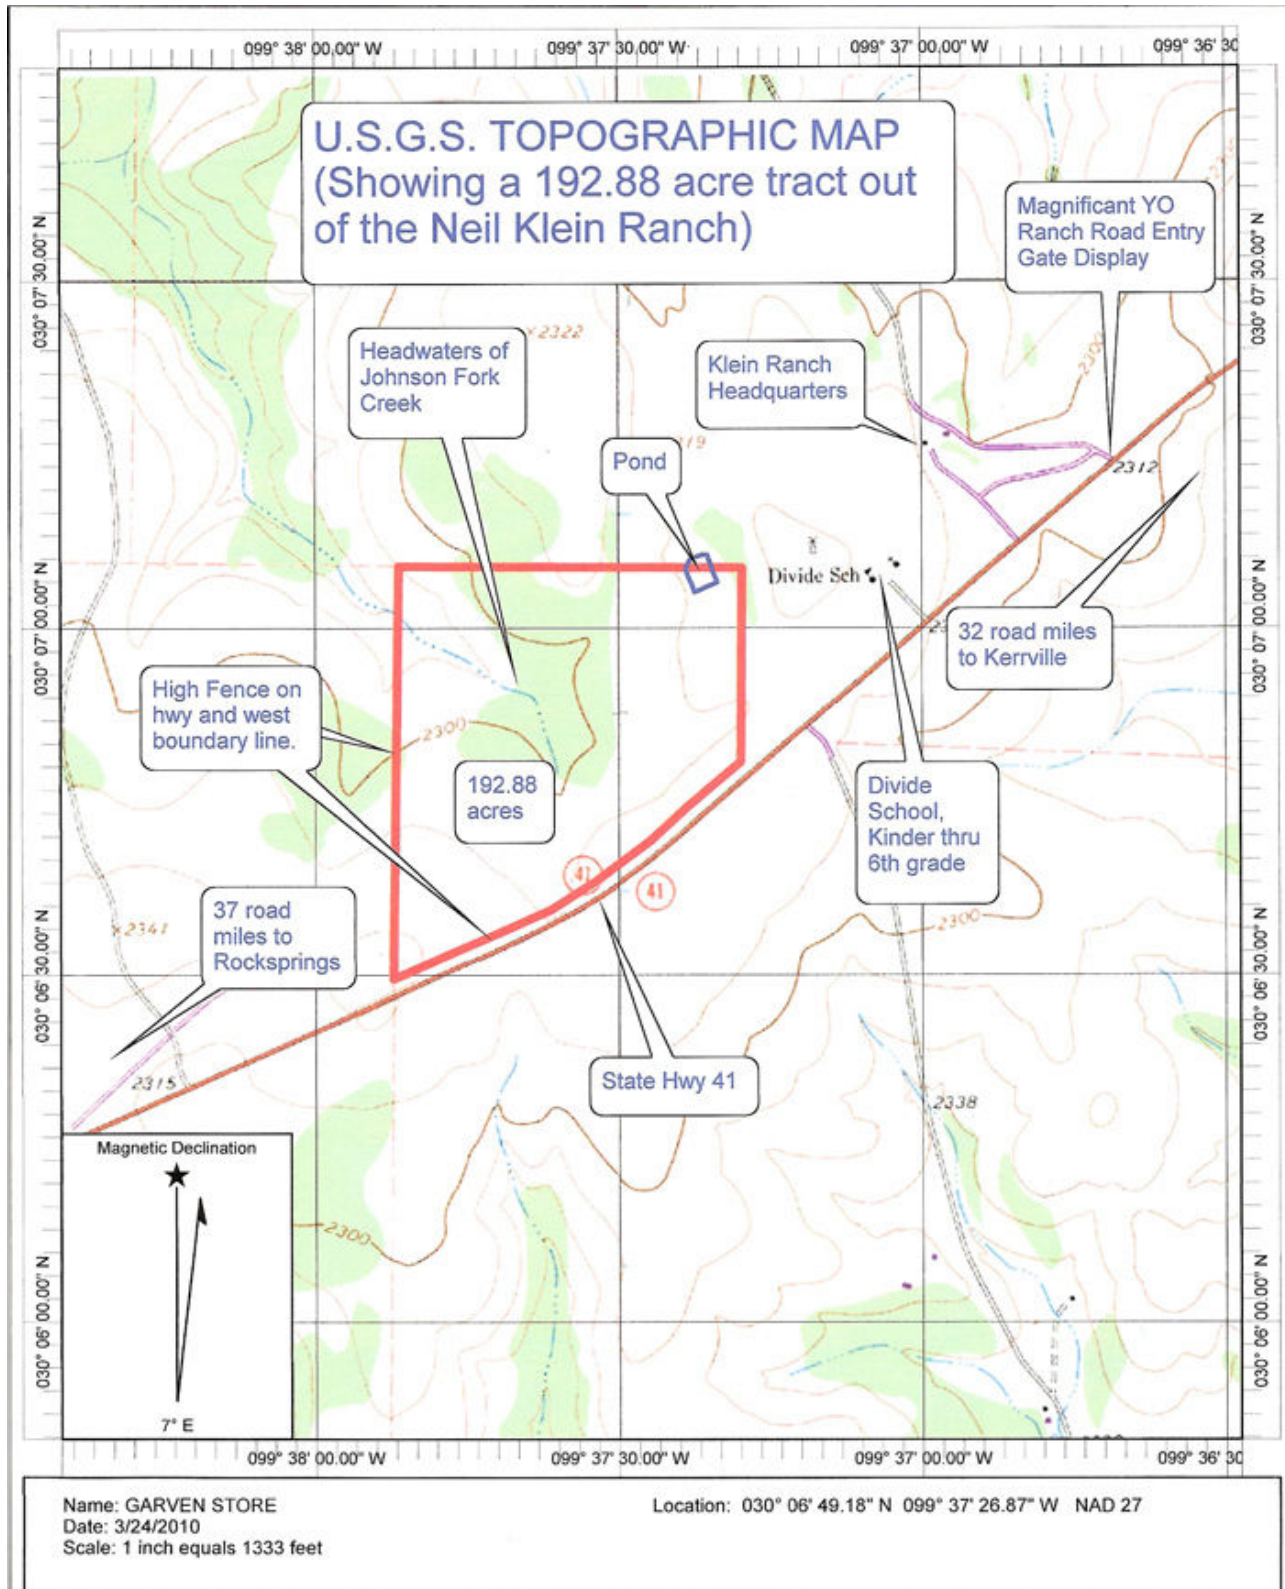 099° 38' 00.00" W
099° 37' 30.00" W
099° 37' 00.00" W
099° 36' 30
U.S.G.S. TOPOGRAPHIC MAP
(Showing a 192.88 acre tract out
of the Neil Klein Ranch)
Magnificant YO
Ranch Road Entry
Gate Display
030° 07' 30.00" N
030° 07' 30.00" N
×2322
Headwaters of
Johnson Fork
Creek
Klein Ranch
Headquarters
2300
19
Pond
2312
Divide Sch
030° 07' 00.00" N
030° 07' 00.00" N
32 road miles
to Kerrville
High Fence on
hwy and west
boundary line.
2300
192.88
acres
Divide
School,
Kinder thru
6th grade
41
41
37 road
miles to
Rocksprings
×2341
2300
030° 06' 30.00" N
030° 06' 30.00" N
State Hwy 41
2315
2338
Magnetic Declination
7° E
2300
030° 06' 00.00" N
030° 06' 00.00" N
099° 38' 00.00" W
099° 37' 30.00" W
099° 37' 00.00" W
099° 36' 30
Name: GARVEN STORE
Location: 030° 06' 49.18" N 099° 37' 26.87" W NAD 27
Date: 3/24/2010
Scale: 1 inch equals 1333 feet